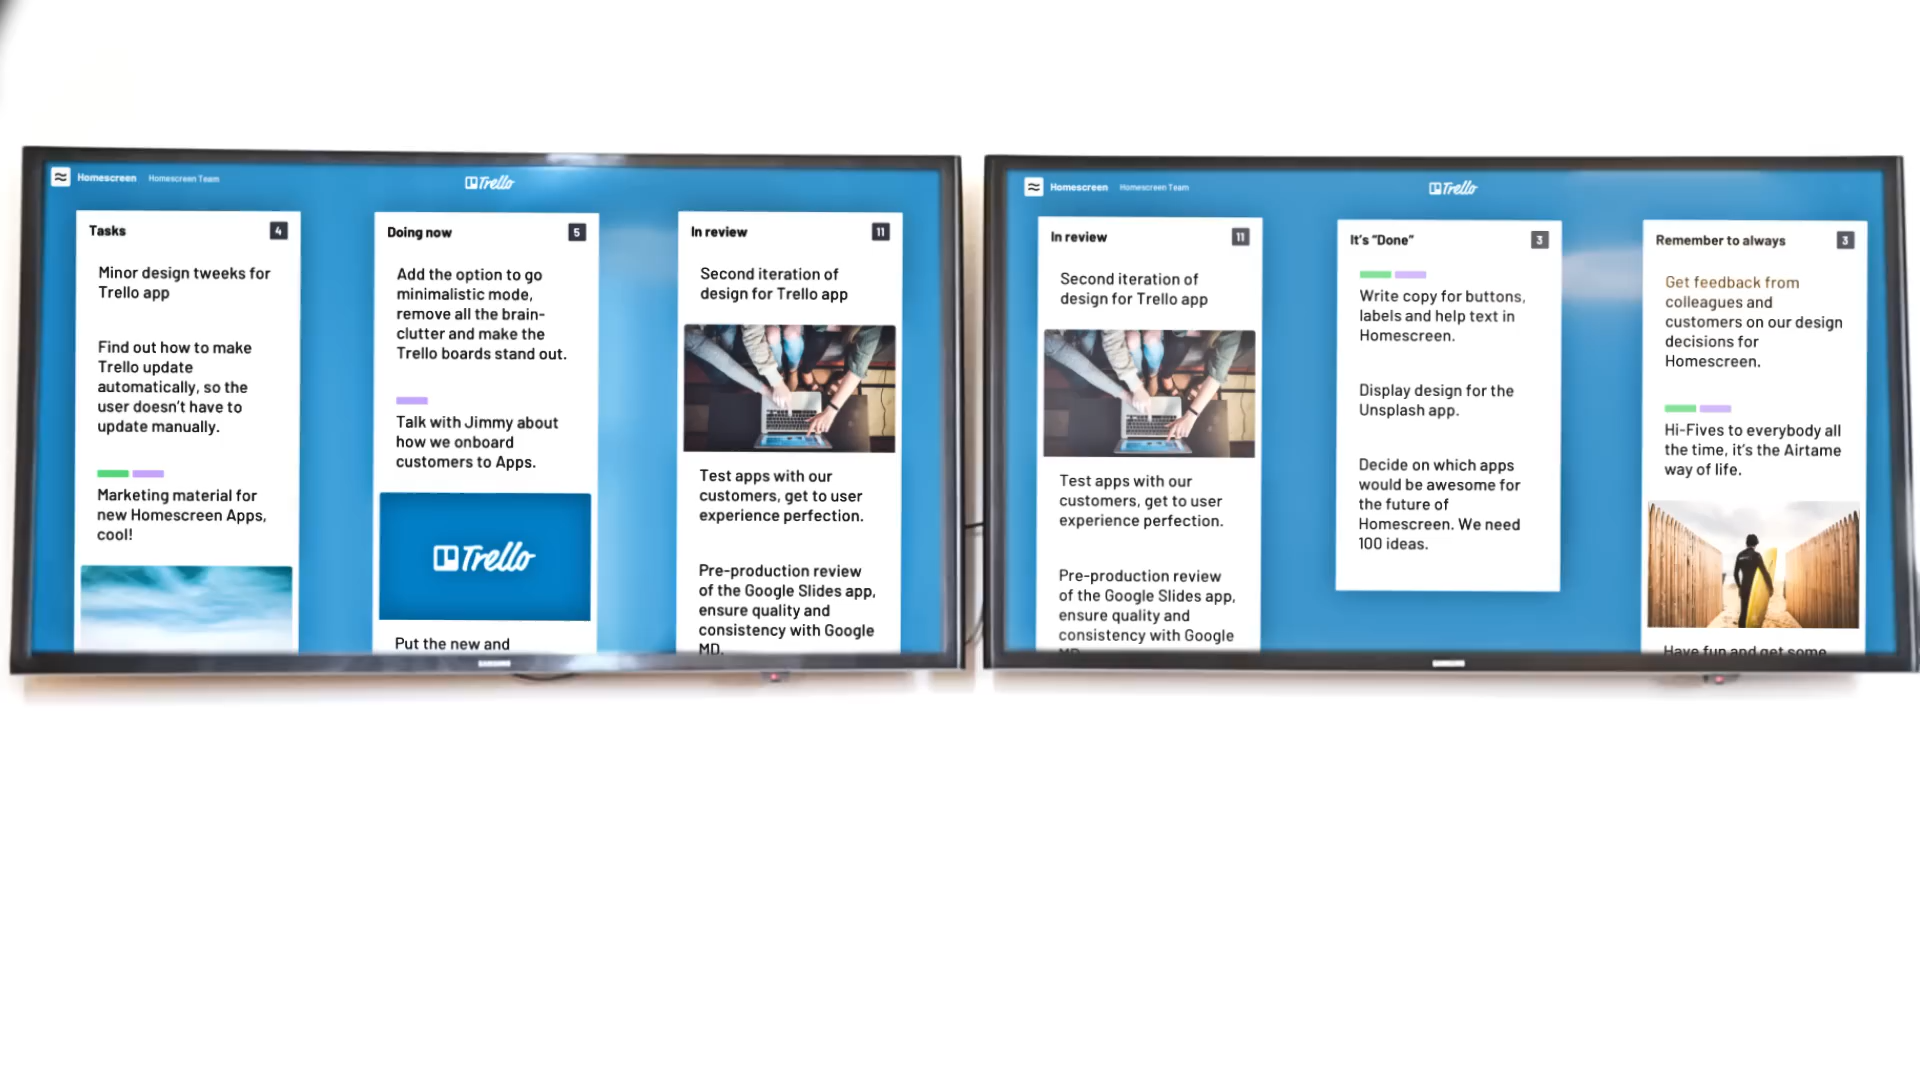 Homescreen Homescreen Team
Trello
Tasks 4
Minor design tweeks for
Trello app
Find out how to make
Trello update
automatically, so the
user doesn't have to
update manually.
Marketing material for
new Homescreen Apps,
cool!
Doing now 5
Add the option to go
minimalistic mode,
remove all the brain-
clutter and make the
Trello boards stand out.
Talk with Jimmy about
how we onboard
customers to Apps.
Trello
Put the new and
In review 11
Second iteration of
design for Trello app
Test apps with our
customers, get to user
experience perfection.
Pre-production review
of the Google Slides app,
ensure quality and
consistency with Google
MD.
SAMSUNG
Homescreen Homescreen Team
Trello
In review 11
Second iteration of
design for Trello app
Test apps with our
customers, get to user
experience perfection.
Pre-production review
of the Google Slides app,
ensure quality and
consistency with Google
MD.
It's "Done" 3
Write copy for buttons,
labels and help text in
Homescreen.
Display design for the
Unsplash app.
Decide on which apps
would be awesome for
the future of
Homescreen. We need
100 ideas.
Remember to always 3
Get feedback from
colleagues and
customers on our design
decisions for
Homescreen.
Hi-Fives to everybody all
the time, it's the Airtame
way of life.
Have fun and get some